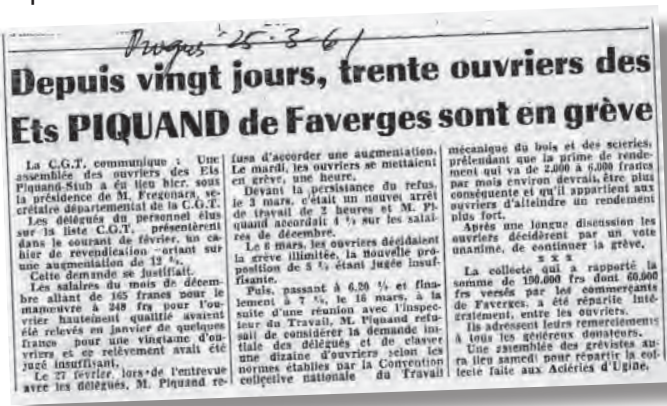 Progrès 25-3-61
Depuis vingt jours, trente ouvriers des
Ets PIQUAND de Faverges sont en grève
La C.G.T. communique : Une
assemblée des ouvriers des Ets
Piquand-Stub a eu lieu hier, sous
la présidence de M. Fregonara, se-
crétaire départemental de la C.G.T.
Les délégués du personnel élus
sur la liste C.G.T. présentèrent
dans le courant de février, un ca-
hier de revendication portant sur
une augmentation de 12 %.
Cette demande se justifiait.
Les salaires du mois de décem-
bre allant de 165 francs pour le
manœuvre à 248 frs pour l'ou-
vrier hautement qualifié avaient
été relevés en janvier de quelques
francs pour une vingtaine d'ou-
vriers et ce relèvement avait été
jugé insuffisant.
Le 27 février, lors de l'entrevue
avec les délégués, M. Piquand re-
fusa d'accorder une augmentation.
Le mardi, les ouvriers se mettaient
en grève, une heure.
Devant la persistance du refus,
le 3 mars, c'était un nouvel arrêt
de travail de 2 heures et M. Pi-
quand accordait 4 % sur les salai-
res de décembre.
Le 6 mars, les ouvriers décidaient
la grève illimitée, la nouvelle pro-
position de 5 % étant jugée insuf-
fisante.
Puis, passant à 6,20 % et fina-
lement à 7 %, le 16 mars, à la
suite d'une réunion avec l'inspec-
teur du Travail, M. Piquand refu-
sait de considérer la demande ini-
tiale des délégués et de classer
une dizaine d'ouvriers selon les
normes établies par la Convention
collective nationale du Travail
mécanique du bois et des scieries,
prétendant que la prime de rende-
ment qui va de 2.000 à 6.000 francs
par mois environ devrait être plus
conséquente et qu'il appartient aux
ouvriers d'atteindre un rendement
plus fort.
Après une longue discussion les
ouvriers décidèrent par un vote
unanime, de continuer la grève.
x x x
La collecte qui a rapporté la
somme de 190.000 frs dont 60.000
frs versés par les commerçants
de Faverges, a été répartie inté-
gralement, entre les ouvriers.
Ils adressent leurs remerciements
à tous les généreux donateurs.
Une assemblée des grévistes au-
ra lieu samedi pour répartir la col-
lecte faite aux Aciéries d'Ugine.